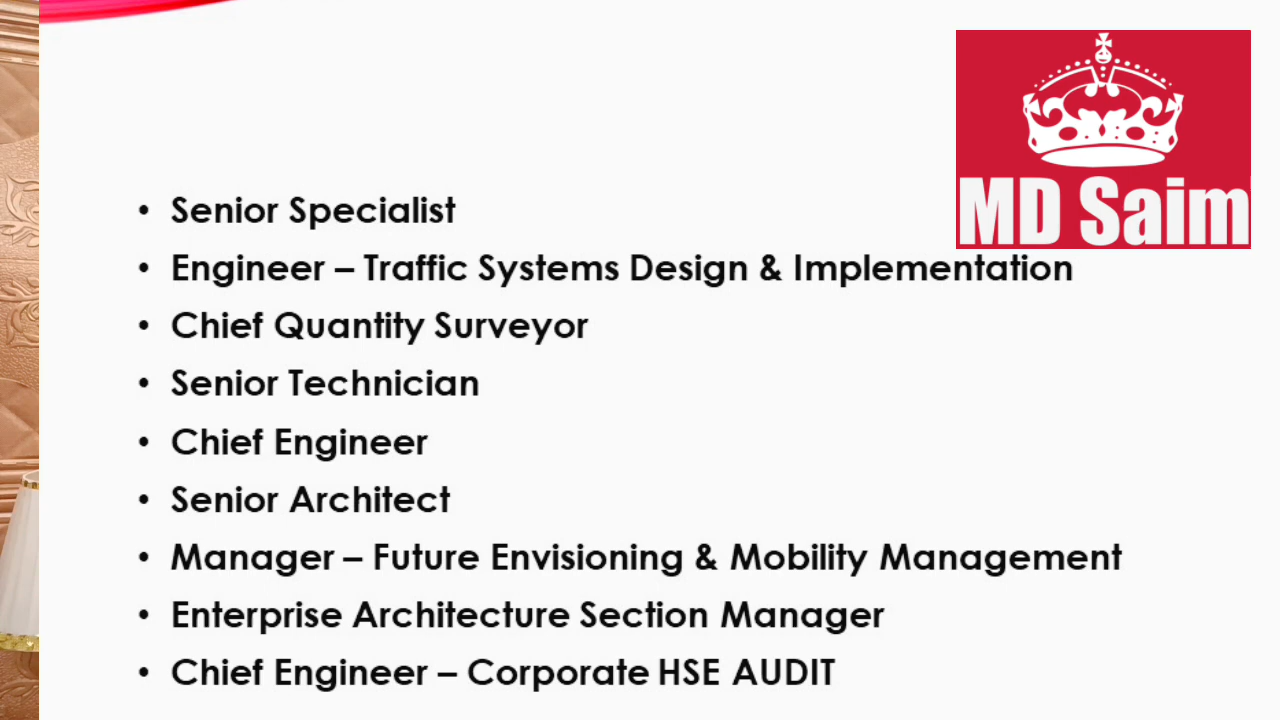 MD Saim
• Senior Specialist
• Engineer – Traffic Systems Design & Implementation
• Chief Quantity Surveyor
• Senior Technician
• Chief Engineer
• Senior Architect
• Manager – Future Envisioning & Mobility Management
• Enterprise Architecture Section Manager
• Chief Engineer – Corporate HSE AUDIT